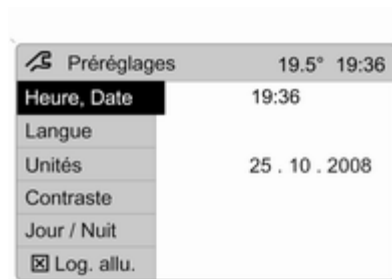 Préréglages 19.5° 19:36
Heure, Date 19:36
Langue
Unités 25 . 10 . 2008
Contraste
Jour / Nuit
Log. allu.